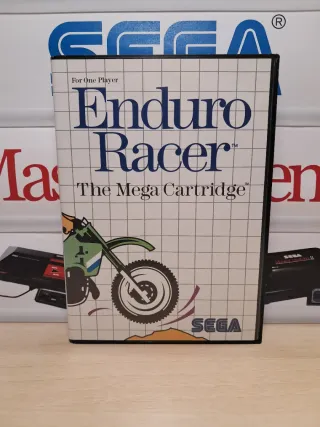 SEGA®
For One Player
Enduro
Racer™
The Mega Cartridge™
SEGA